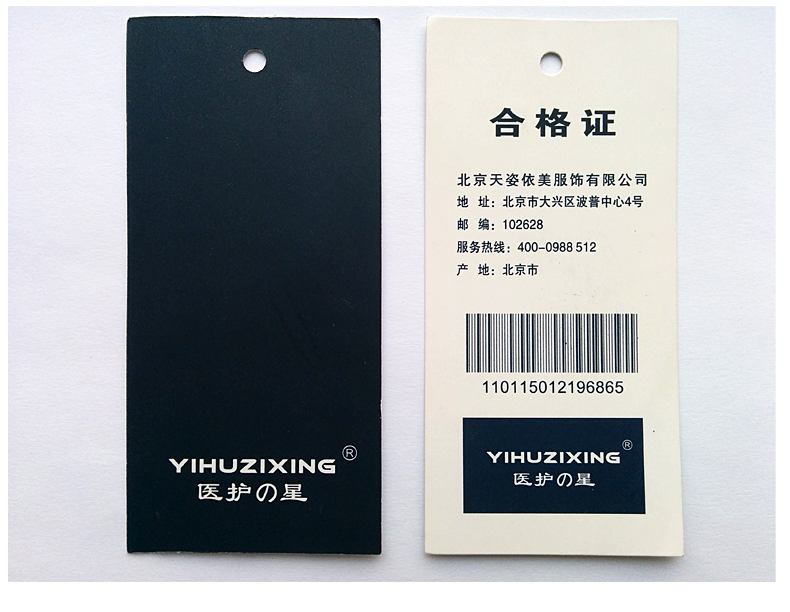 YIHUZIXING ®
医护の星
合格证
北京天姿依美服饰有限公司
地 址：北京市大兴区波普中心4号
邮 编：102628
服务热线：400-0988 512
产 地：北京市
110115012196865
YIHUZIXING ®
医护の星